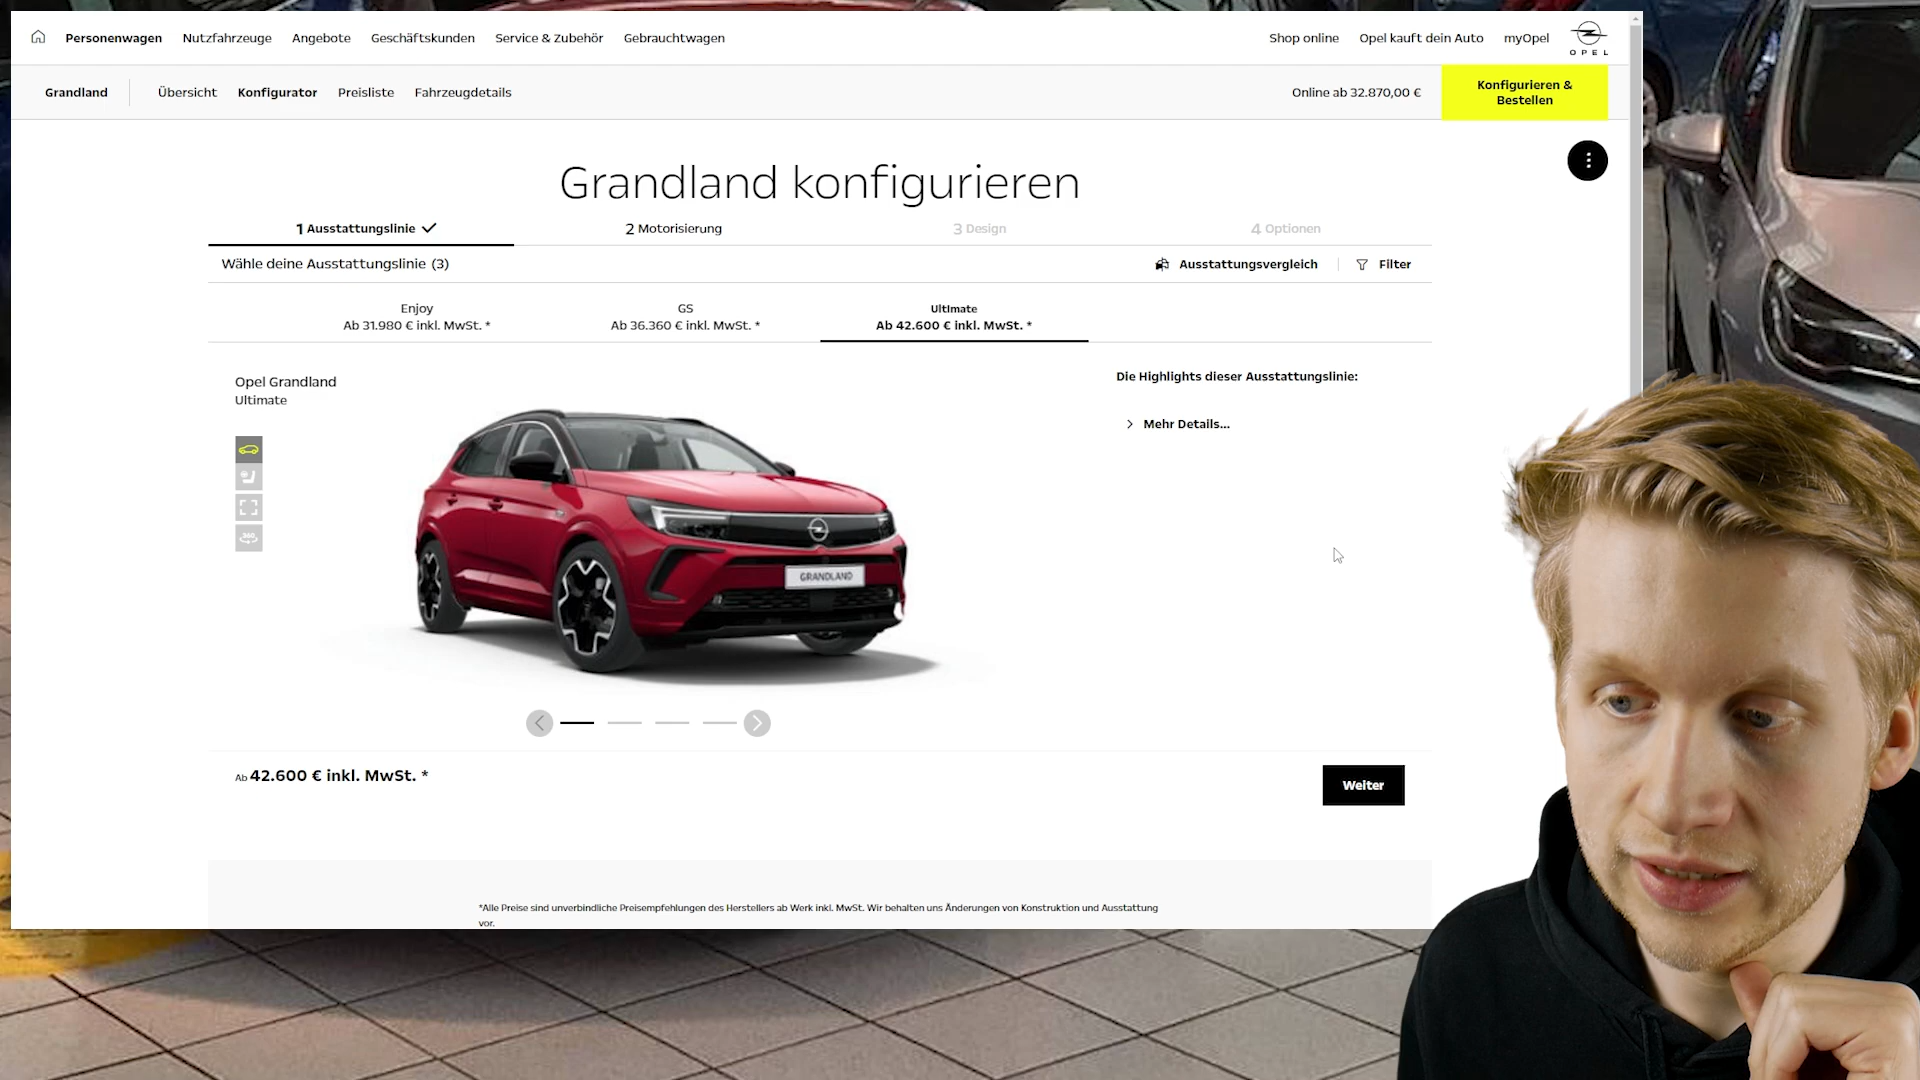 Personenwagen Nutzfahrzeuge Angebote Geschäftskunden Service & Zubehör Gebrauchtwagen Shop online Opel kauft dein Auto myOpel
OPEL
Grandland Übersicht Konfigurator Preisliste Fahrzeugdetails Online ab 32.870,00 € Konfigurieren &
Bestellen
Grandland konfigurieren
1 Ausstattungslinie 2 Motorisierung 3 Design 4 Optionen
Wähle deine Ausstattungslinie (3) Ausstattungsvergleich Filter
Enjoy GS Ultimate
Ab 31.980 € inkl. MwSt. * Ab 36.360 € inkl. MwSt. * Ab 42.600 € inkl. MwSt. *
Die Highlights dieser Ausstattungslinie:
Opel Grandland
Ultimate
Mehr Details...
360
GRANDLAND
Ab 42.600 € inkl. MwSt. *
Weiter
*Alle Preise sind unverbindliche Preisempfehlungen des Herstellers ab Werk inkl. MwSt. Wir behalten uns Änderungen von Konstruktion und Ausstattung
vor.